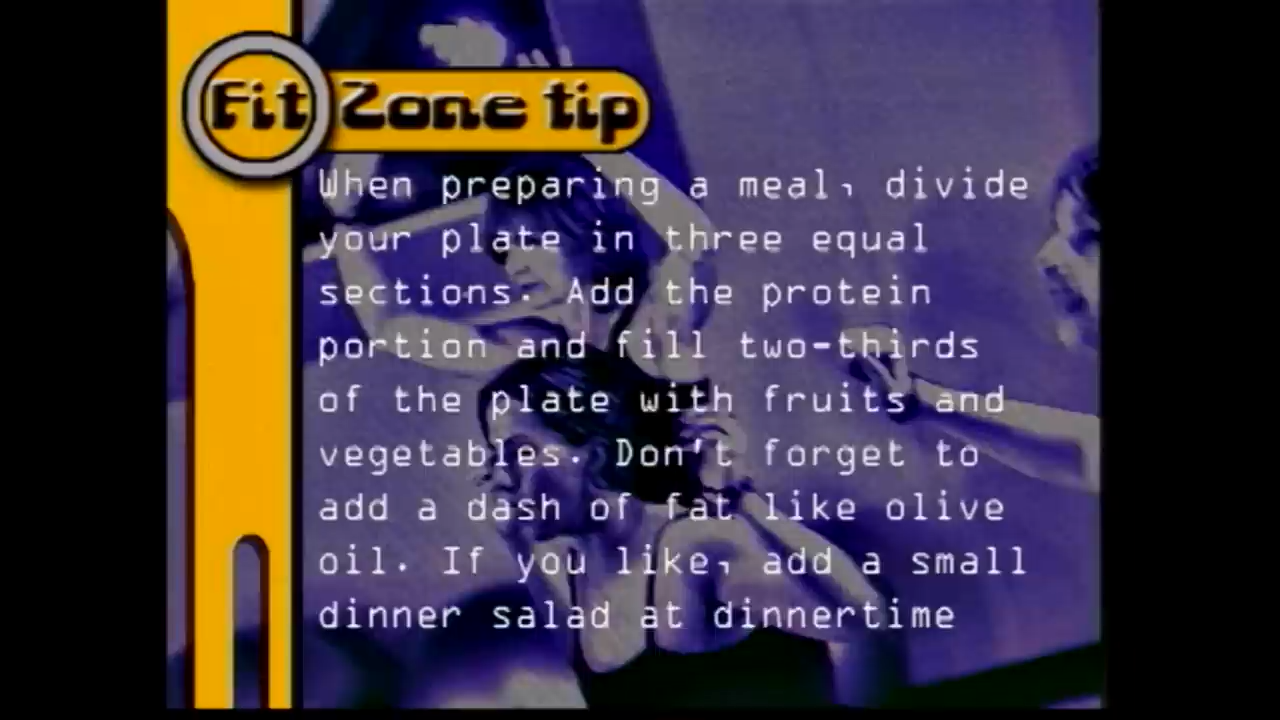 Fit Zone tip
When preparing a meal, divide
your plate in three equal
sections. Add the protein
portion and fill two-thirds
of the plate with fruits and
vegetables. Don't forget to
add a dash of fat like olive
oil. If you like, add a small
dinner salad at dinnertime